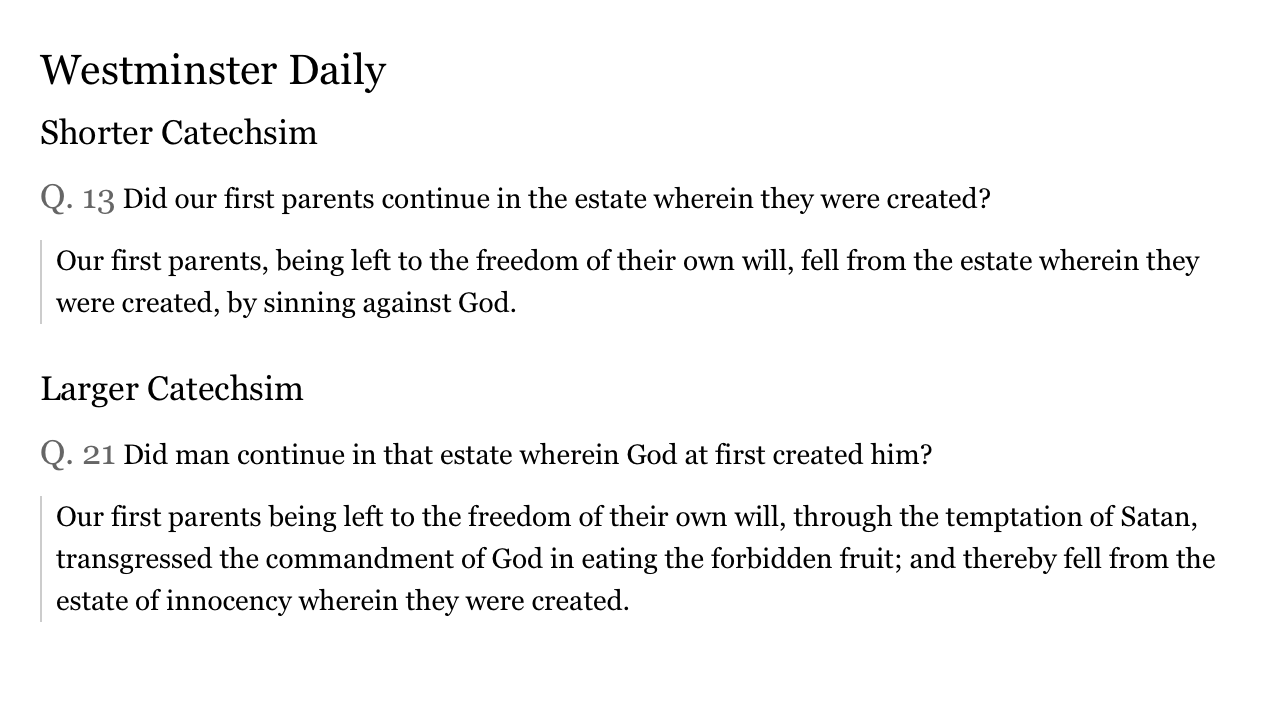 Westminster Daily
Shorter Catechsim
Q. 13 Did our first parents continue in the estate wherein they were created?
Our first parents, being left to the freedom of their own will, fell from the estate wherein they
were created, by sinning against God.
Larger Catechsim
Q. 21 Did man continue in that estate wherein God at first created him?
Our first parents being left to the freedom of their own will, through the temptation of Satan,
transgressed the commandment of God in eating the forbidden fruit; and thereby fell from the
estate of innocency wherein they were created.